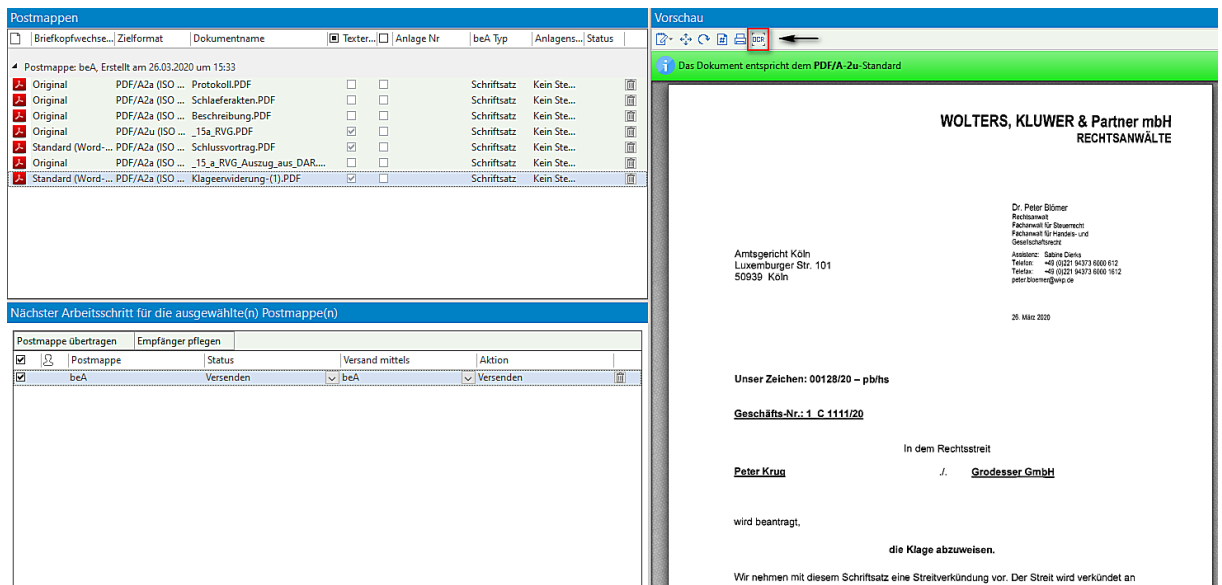 Postmappen
Briefkopfwechse... Zielformat Dokumentname Texter... Anlage Nr beA Typ Anlagens... Status
Postmappe: beA, Erstellt am 26.03.2020 um 15:33
Original PDF/A2a (ISO ... Protokoll.PDF Schriftsatz Kein Ste...
Original PDF/A2a (ISO ... Schlaeferakten.PDF Schriftsatz Kein Ste...
Original PDF/A2a (ISO ... Beschreibung.PDF Schriftsatz Kein Ste...
Original PDF/A2u (ISO ... _15a_RVG.PDF Schriftsatz Kein Ste...
Standard (Word-... PDF/A2a (ISO ... Schlussvortrag.PDF Schriftsatz Kein Ste...
Original PDF/A2a (ISO ... _15_a_RVG_Auszug_aus_DAR.... Schriftsatz Kein Ste...
Standard (Word-... PDF/A2a (ISO ... Klageerwiderung-(1).PDF Schriftsatz Kein Ste...
Nächster Arbeitsschritt für die ausgewählte(n) Postmappe(n)
Postmappe übertragen Empfänger pflegen
Postmappe Status Versand mittels Aktion
beA Versenden beA Versenden
Vorschau
OCR
Das Dokument entspricht dem PDF/A-2u-Standard
WOLTERS, KLUWER & Partner mbH
RECHTSANWÄLTE
Dr. Peter Blömer
Rechtsanwalt
Fachanwalt für Steuerrecht
Fachanwalt für Handels- und
Gesellschaftsrecht
Assistenz: Sabine Dierks
Telefon: +49 (0)221 94373 6000 612
Telefax: +49 (0)221 94373 6000 1612
peter.bloemer@wkp.de
Amtsgericht Köln
Luxemburger Str. 101
50939 Köln
26. März 2020
Unser Zeichen: 00128/20 – pb/hs
Geschäfts-Nr.: 1 C 1111/20
In dem Rechtsstreit
Peter Krug ./. Grodesser GmbH
wird beantragt,
die Klage abzuweisen.
Wir nehmen mit diesem Schriftsatz eine Streitverkündung vor. Der Streit wird verkündet an